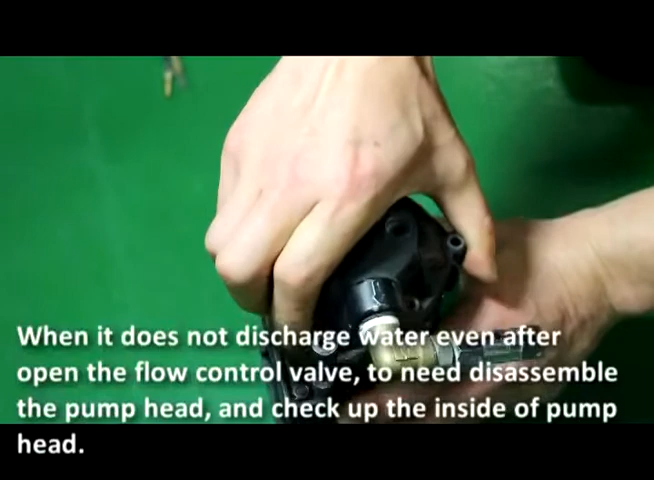 When it does not discharge water even after
open the flow control valve, to need disassemble
the pump head, and check up the inside of pump
head.